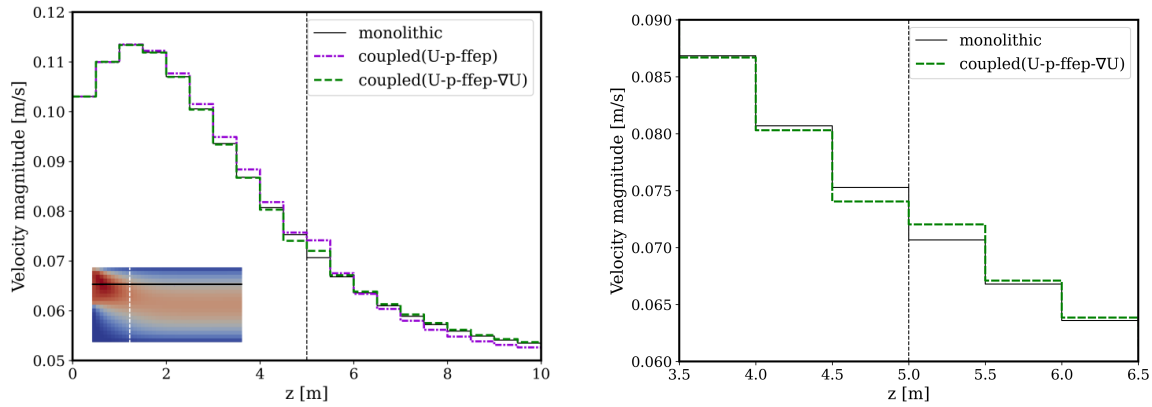 0.12
0.11
0.10
0.09
0.08
0.07
0.06
0.05
Velocity magnitude [m/s]
monolithic
coupled(U-p-ffep)
coupled(U-p-ffep-∇U)
0 2 4 6 8 10
z [m]
0.090
0.085
0.080
0.075
0.070
0.065
0.060
Velocity magnitude [m/s]
monolithic
coupled(U-p-ffep-∇U)
3.5 4.0 4.5 5.0 5.5 6.0 6.5
z [m]